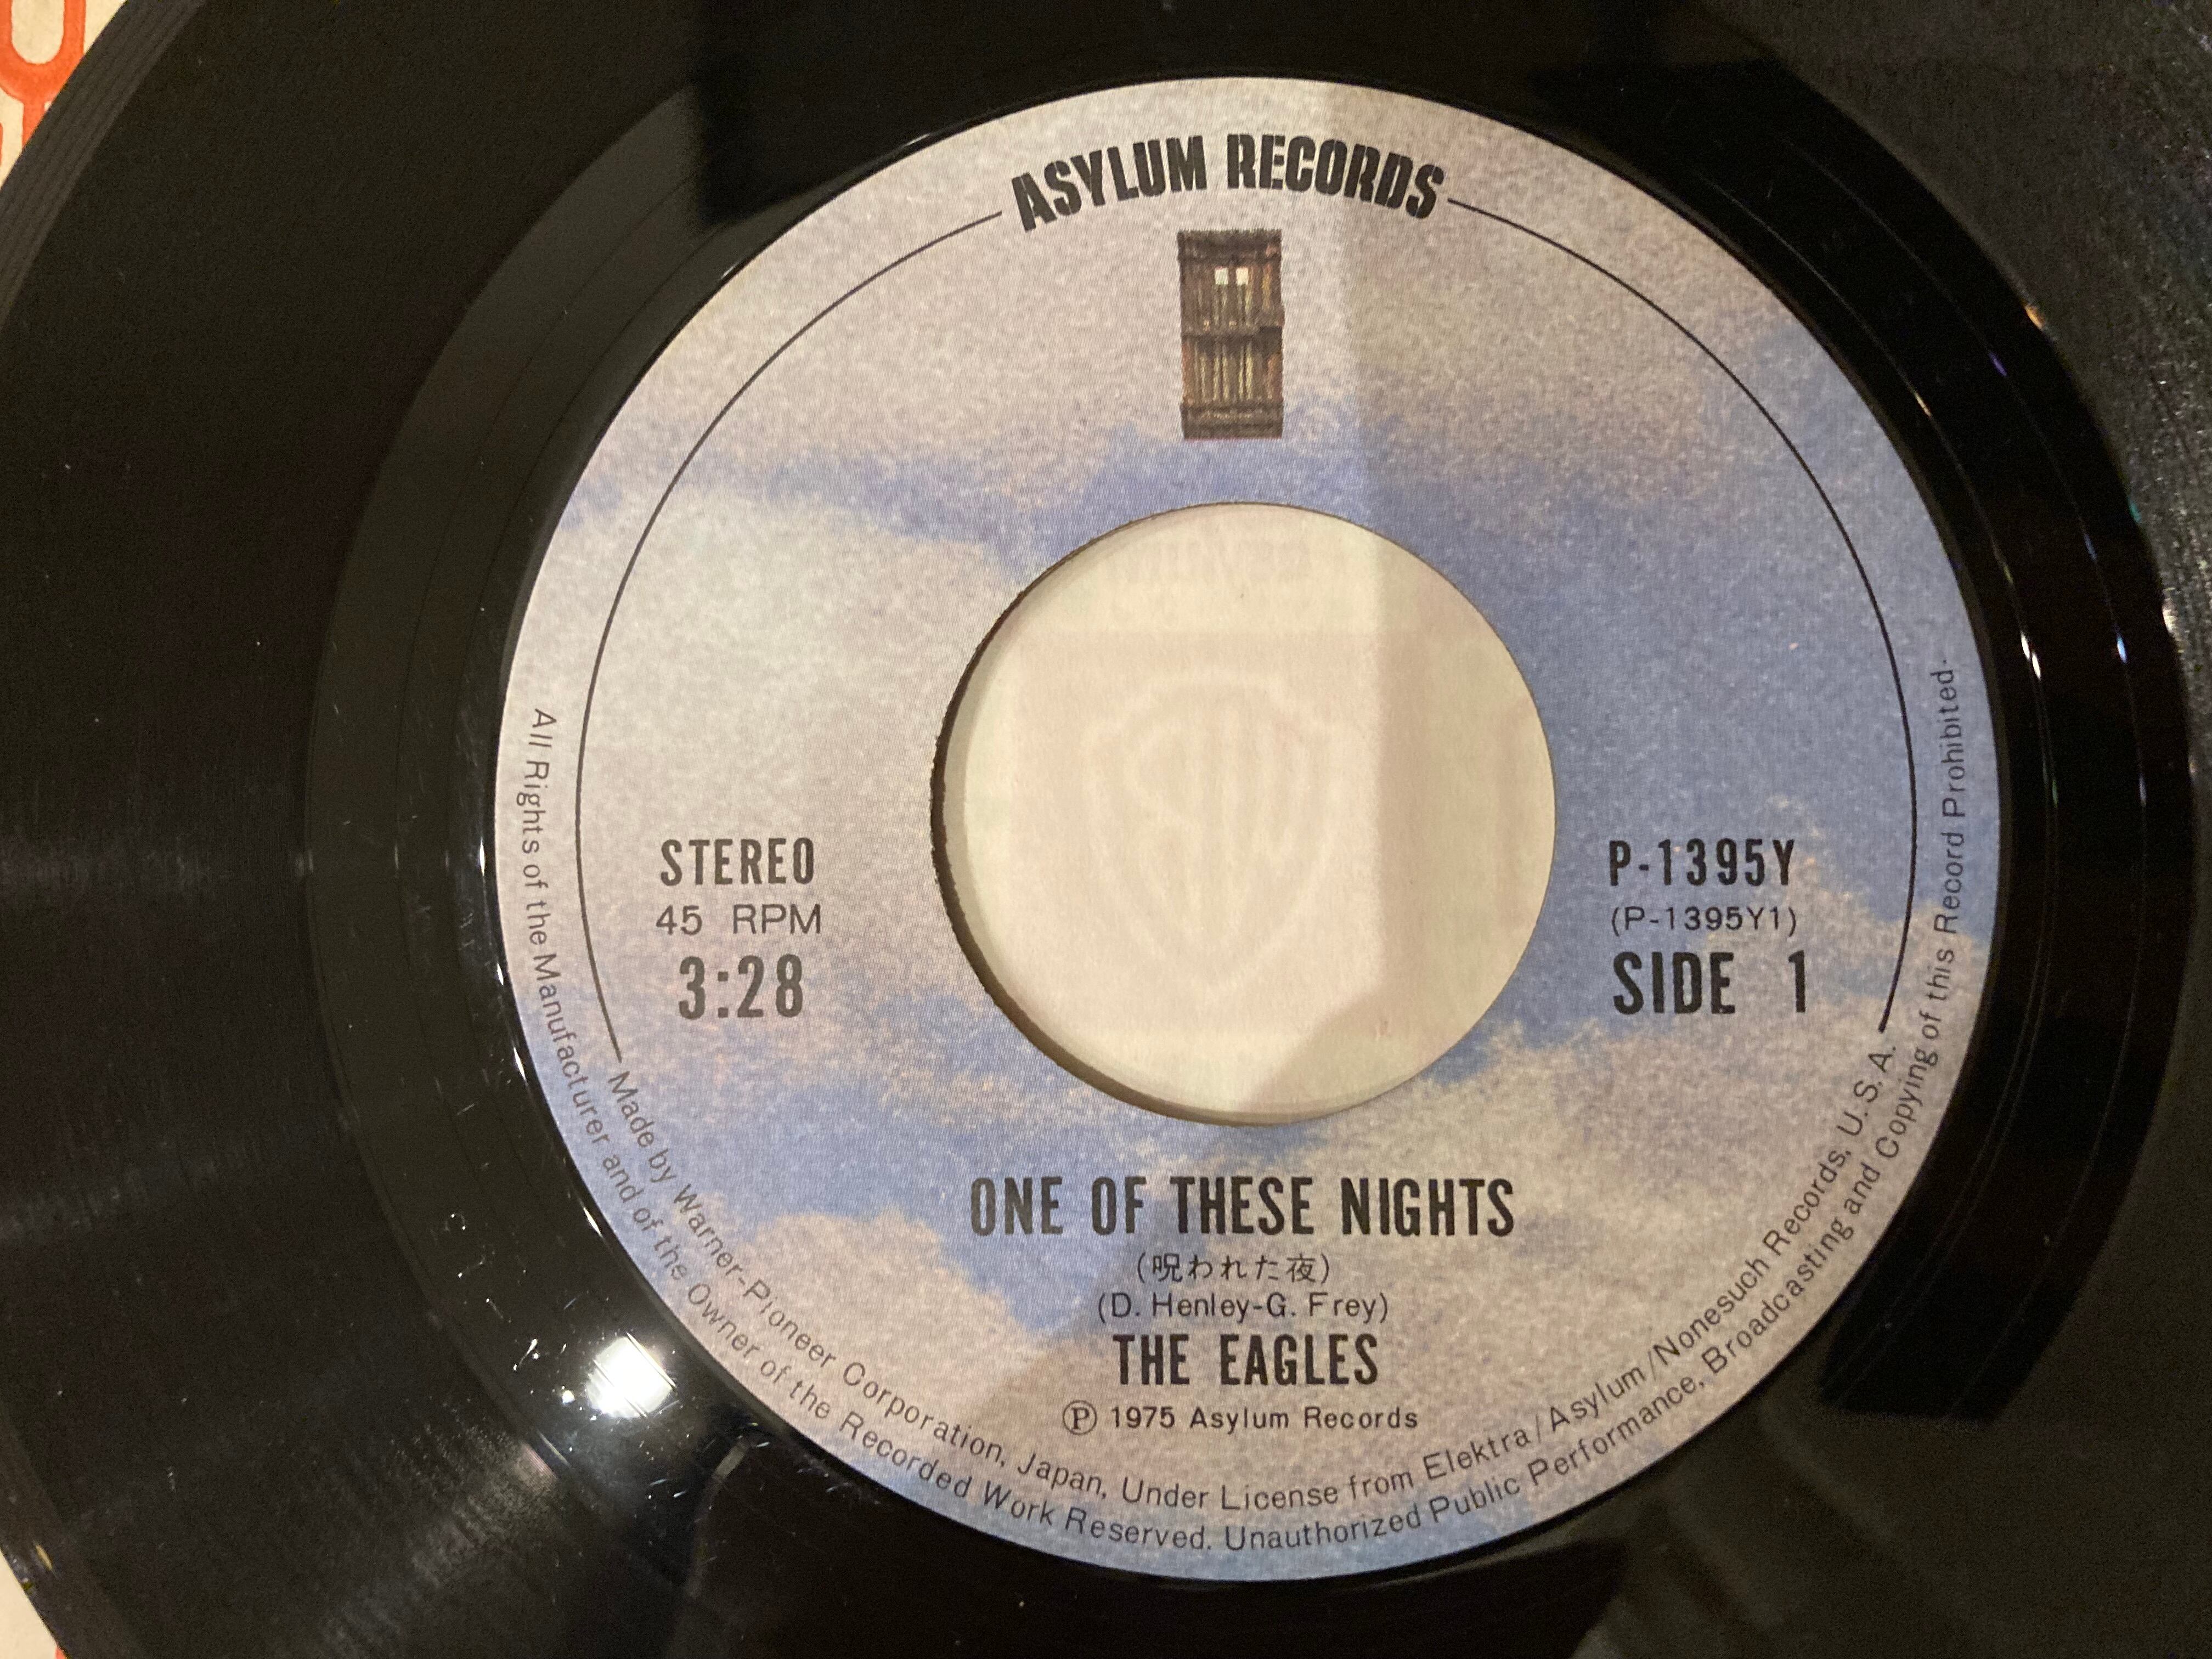 ASYLUM RECORDS
STEREO
45 RPM
3:28
P-1395Y
(P-1395Y1)
SIDE 1
ONE OF THESE NIGHTS
(呪われた夜)
(D. Henley-G. Frey)
THE EAGLES
Ⓟ 1975 Asylum Records
Made by Warner-Pioneer Corporation, Japan, Under License from Elektra/Asylum/Nonesuch Records, U.S.A.
All Rights of the Manufacturer and of the Owner of the Recorded Work Reserved. Unauthorized Public Performance, Broadcasting and Copying of this Record Prohibited.